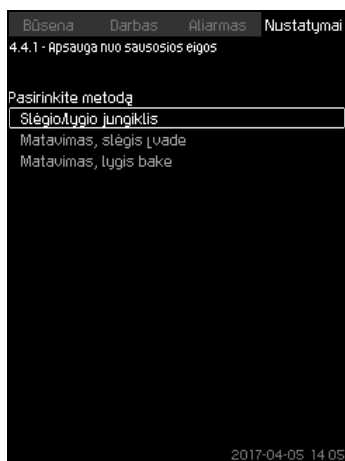 Būsena Darbas Aliarmas Nustatymai
4.4.1 - Apsauga nuo sausosios eigos
Pasirinkite metodą
Slėgio/lygio jungiklis
Matavimas, slėgis įvade
Matavimas, lygis bake
2017-04-05 14:05